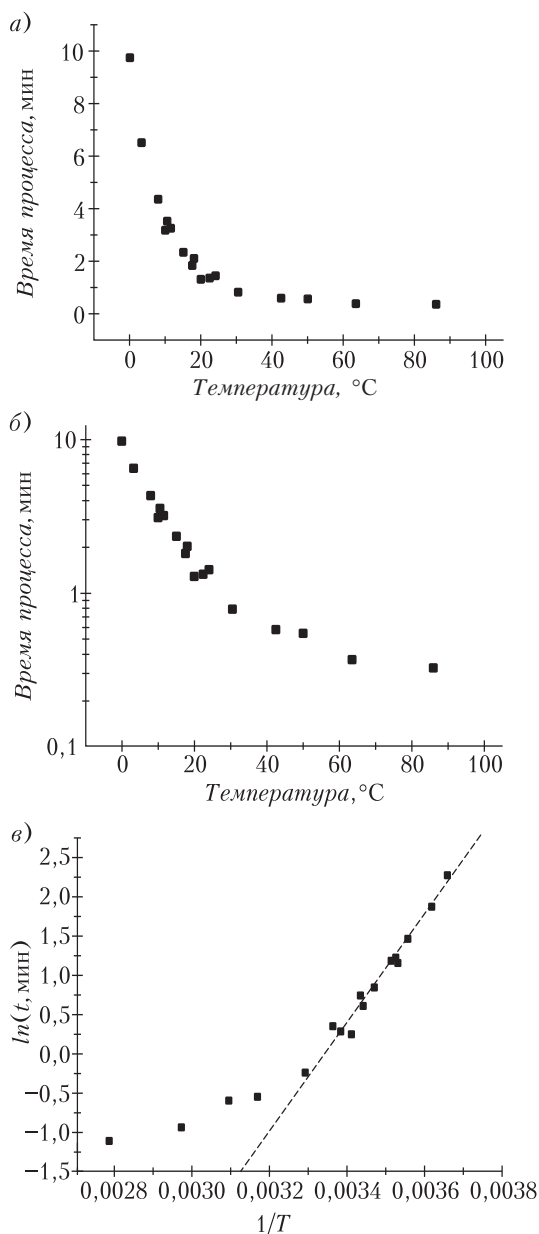 а)
Время процесса, мин
10
8
6
4
2
0
0 20 40 60 80 100
Температура, °C
б)
Время процесса, мин
10
1
0,1
0 20 40 60 80 100
Температура, °C
в)
ln(t, мин)
2,5
2,0
1,5
1,0
0,5
0,0
−0,5
−1,0
−1,5
0,0028 0,0030 0,0032 0,0034 0,0036 0,0038
1/T